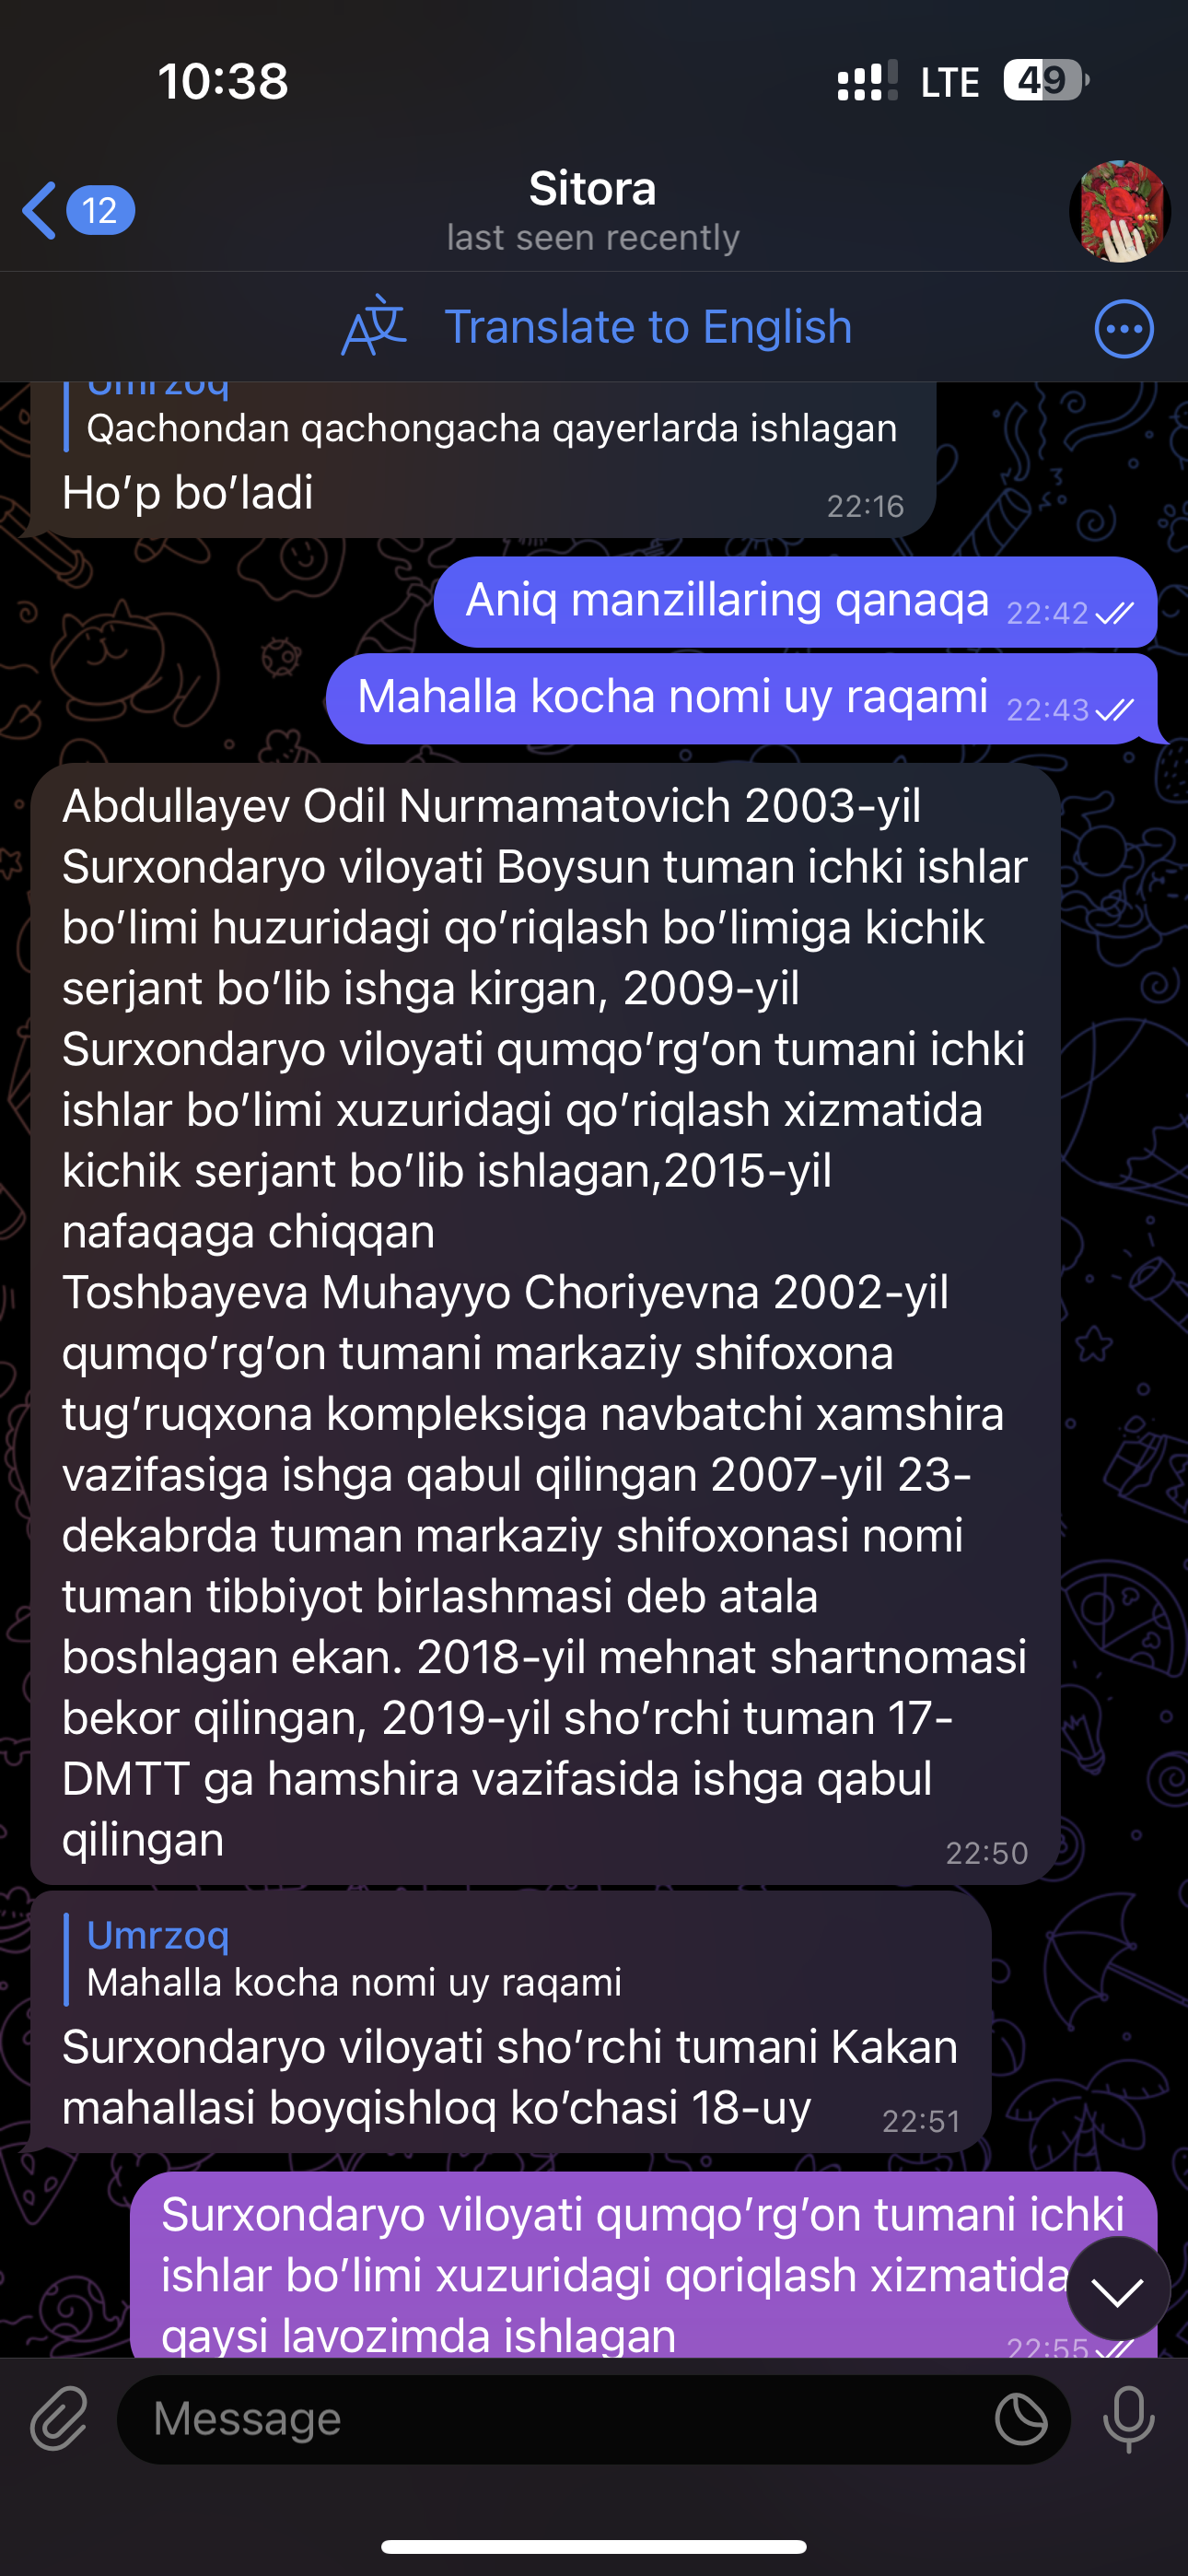 10:38
LTE
49
12
Sitora
last seen recently
Translate to English
Umrzoq
Qachondan qachongacha qayerlarda ishlagan
Ho‘p bo‘ladi
22:16
Aniq manzillaring qanaqa 22:42
Mahalla kocha nomi uy raqami 22:43
Abdullayev Odil Nurmamatovich 2003-yil
Surxondaryo viloyati Boysun tuman ichki ishlar
bo‘limi huzuridagi qo‘riqlash bo‘limiga kichik
serjant bo‘lib ishga kirgan, 2009-yil
Surxondaryo viloyati qumqo‘rg‘on tumani ichki
ishlar bo‘limi xuzuridagi qo‘riqlash xizmatida
kichik serjant bo‘lib ishlagan,2015-yil
nafaqaga chiqqan
Toshbayeva Muhayyo Choriyevna 2002-yil
qumqo‘rg‘on tumani markaziy shifoxona
tug‘ruqxona kompleksiga navbatchi xamshira
vazifasiga ishga qabul qilingan 2007-yil 23-
dekabrda tuman markaziy shifoxonasi nomi
tuman tibbiyot birlashmasi deb atala
boshlagan ekan. 2018-yil mehnat shartnomasi
bekor qilingan, 2019-yil sho‘rchi tuman 17-
DMTT ga hamshira vazifasida ishga qabul
qilingan
22:50
Umrzoq
Mahalla kocha nomi uy raqami
Surxondaryo viloyati sho‘rchi tumani Kakan
mahallasi boyqishloq ko‘chasi 18-uy
22:51
Surxondaryo viloyati qumqo‘rg‘on tumani ichki
ishlar bo‘limi xuzuridagi qoriqlash xizmatida
qaysi lavozimda ishlagan
22:55
Message